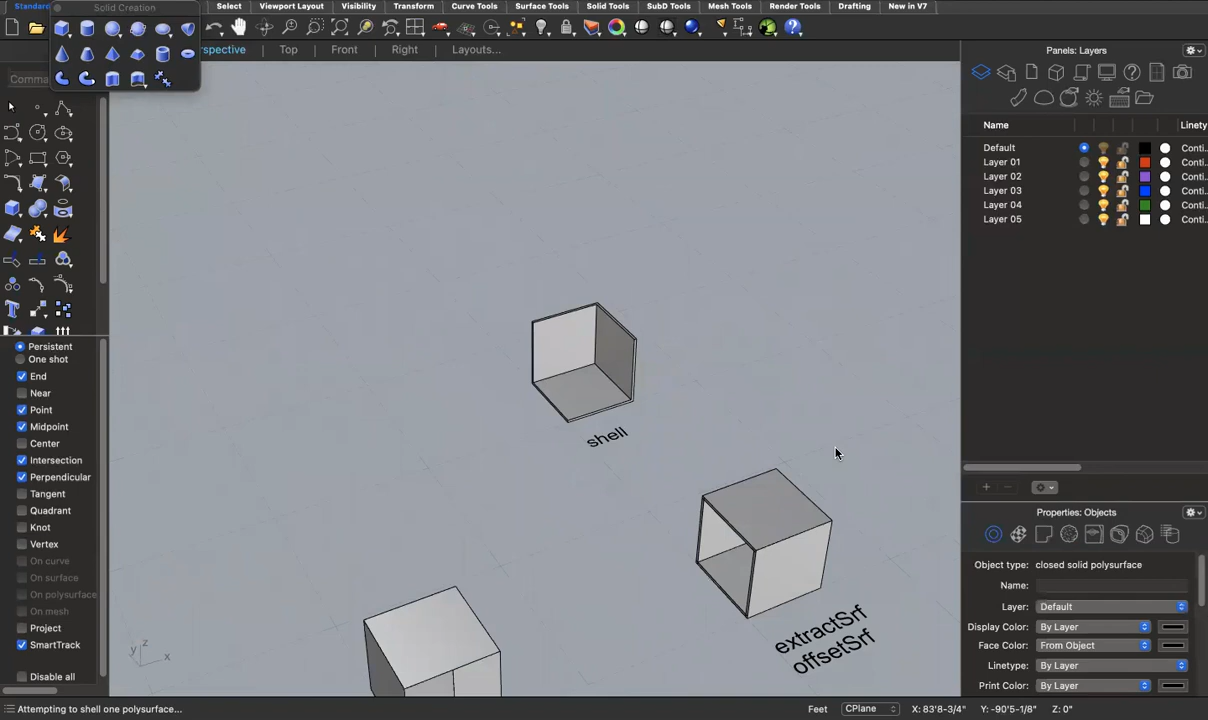 Standard
Solid Creation
Select
Viewport Layout
Visibility
Transform
Curve Tools
Surface Tools
Solid Tools
SubD Tools
Mesh Tools
Render Tools
Drafting
New in V7
spective
Top
Front
Right
Layouts...
Panels: Layers
Comma
Name
Linety
Default
Conti...
Layer 01
Conti...
Layer 02
Conti...
Layer 03
Conti...
Layer 04
Conti...
Layer 05
Conti...
shell
extractSrf
offsetSrf
Persistent
One shot
End
Near
Point
Midpoint
Center
Intersection
Perpendicular
Tangent
Quadrant
Knot
Vertex
On curve
On surface
On polysurface
On mesh
Project
SmartTrack
Disable all
z
y
x
Properties: Objects
Object type: closed solid polysurface
Name:
Layer: Default
Display Color: By Layer
Face Color: From Object
Linetype: By Layer
Print Color: By Layer
Attempting to shell one polysurface...
Feet
CPlane
X: 83'8-3/4"
Y: -90'5-1/8"
Z: 0"